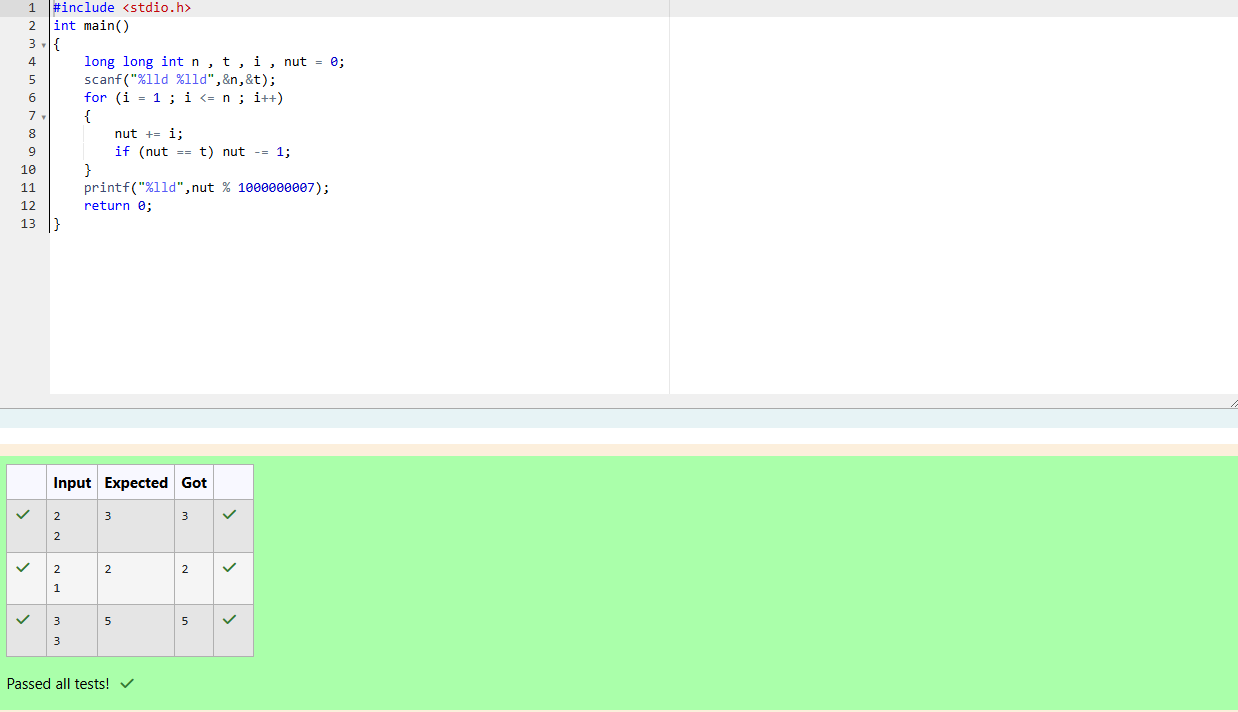 1 #include <stdio.h>
2 int main()
3 {
4     long long int n , t , i , nut = 0;
5     scanf("%lld %lld",&n,&t);
6     for (i = 1 ; i <= n ; i++)
7     {
8         nut += i;
9         if (nut == t) nut -= 1;
10     }
11     printf("%lld",nut % 1000000007);
12     return 0;
13 }
Input Expected Got
2 3 3
2
2 2 2
1
3 5 5
3
Passed all tests!